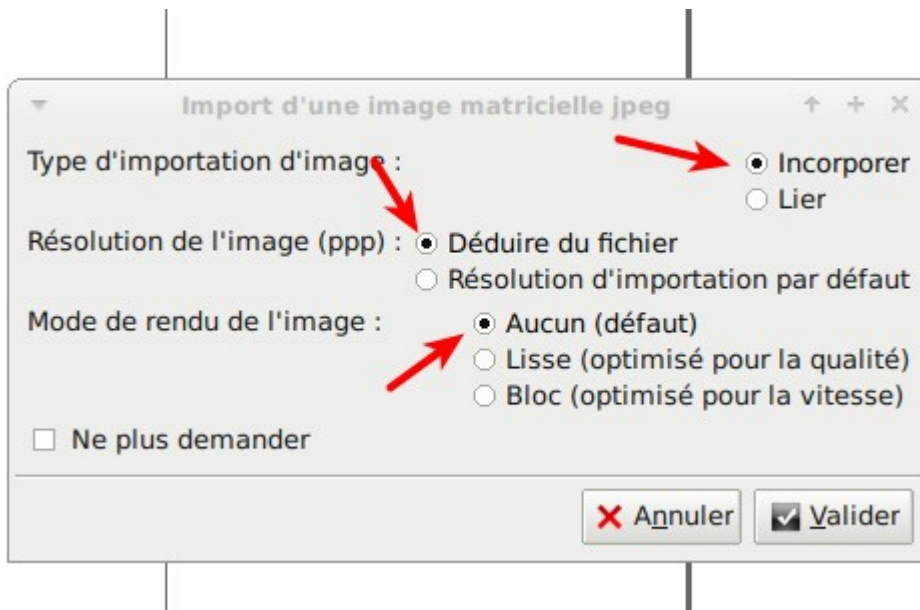 Import d'une image matricielle jpeg
Type d'importation d'image :
Incorporer
Lier
Résolution de l'image (ppp) :
Déduire du fichier
Résolution d'importation par défaut
Mode de rendu de l'image :
Aucun (défaut)
Lisse (optimisé pour la qualité)
Bloc (optimisé pour la vitesse)
Ne plus demander
Annuler
Valider